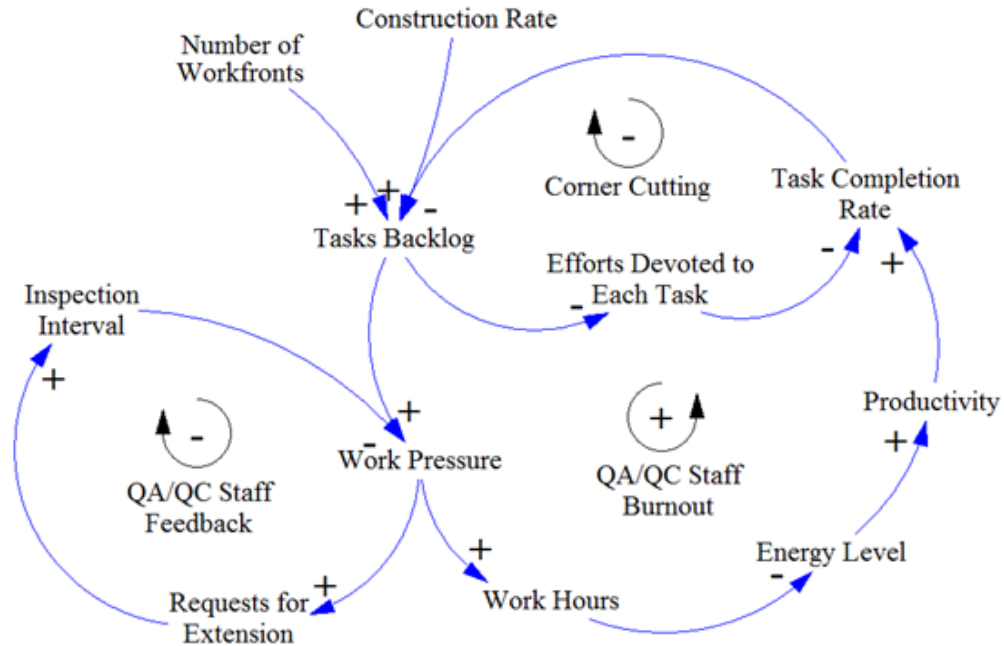 Construction Rate
Number of
Workfronts
+
+
-
Tasks Backlog
-
Corner Cutting
Task Completion
Rate
-
+
Efforts Devoted to
Each Task
-
Inspection
Interval
+
-
QA/QC Staff
Feedback
+
-
Work Pressure
+
QA/QC Staff
Burnout
Productivity
+
Energy Level
-
+
Work Hours
+
Requests for
Extension